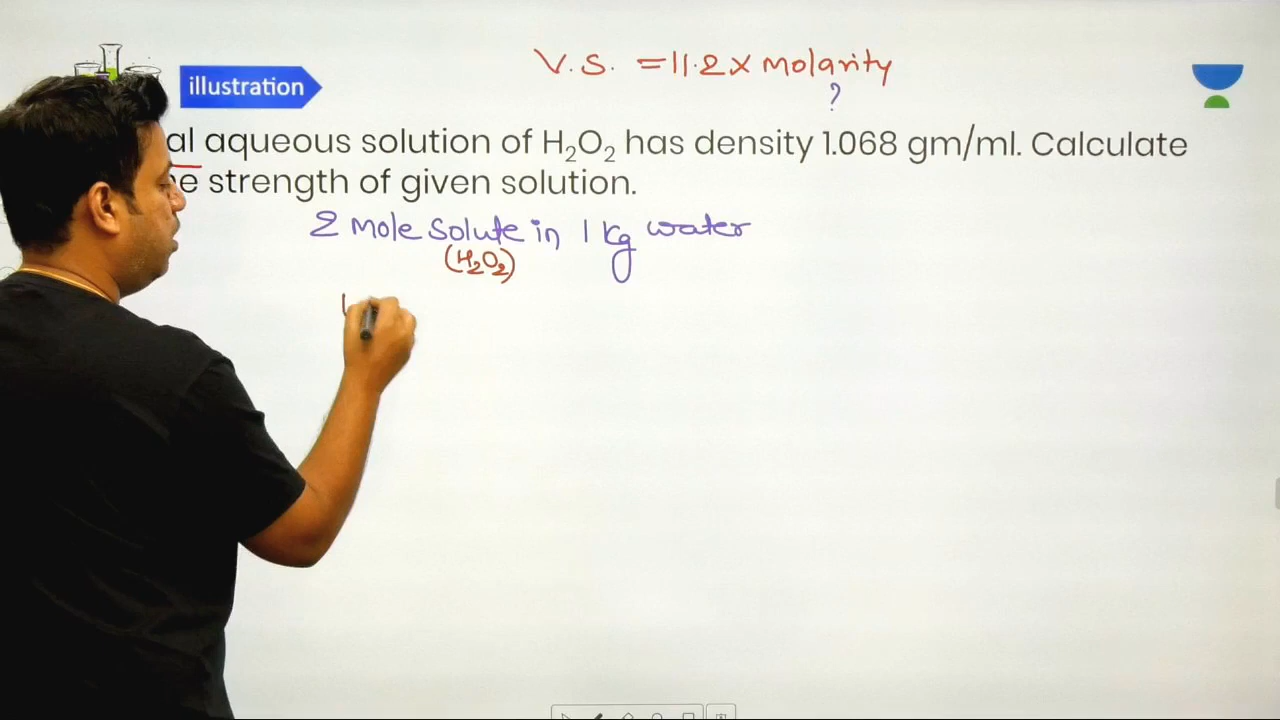 V.S. = 11.2 x molarity
?
illustration
al aqueous solution of H₂O₂ has density 1.068 gm/ml. Calculate
e strength of given solution.
2 mole solute in 1 kg water
(H₂O₂)